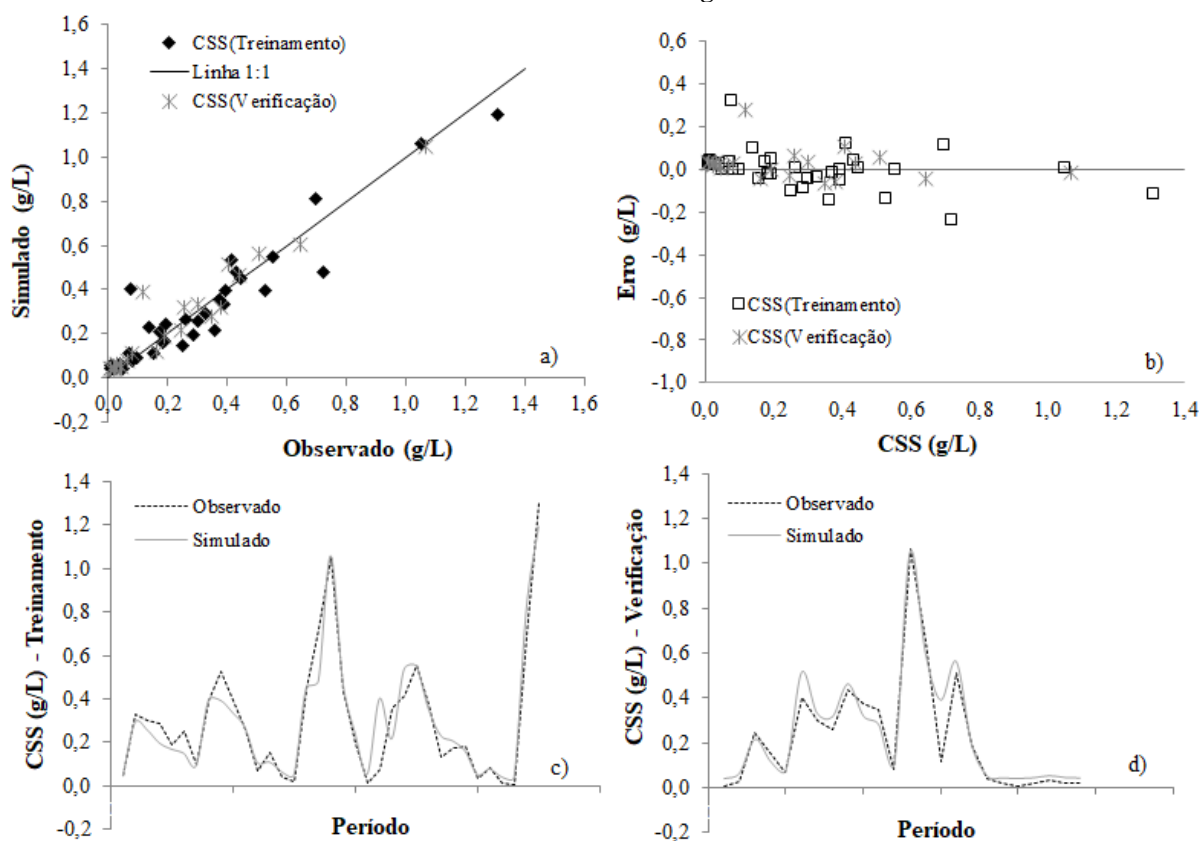 1,6
1,4
1,2
1,0
0,8
0,6
0,4
0,2
0,0
-0,2
Simulado (g/L)
CSS(Treinamento)
Linha 1:1
CSS(Verificação)
a)
0,0 0,2 0,4 0,6 0,8 1,0 1,2 1,4 1,6
Observado (g/L)
0,6
0,4
0,2
0,0
-0,2
-0,4
-0,6
-0,8
-1,0
Erro (g/L)
CSS(Treinamento)
CSS(Verificação)
b)
0,0 0,2 0,4 0,6 0,8 1,0 1,2 1,4
CSS (g/L)
1,4
1,2
1,0
0,8
0,6
0,4
0,2
0,0
-0,2
CSS (g/L) - Treinamento
Observado
Simulado
c)
Período
1,4
1,2
1,0
0,8
0,6
0,4
0,2
0,0
-0,2
CSS (g/L) - Verificação
Observado
Simulado
d)
Período